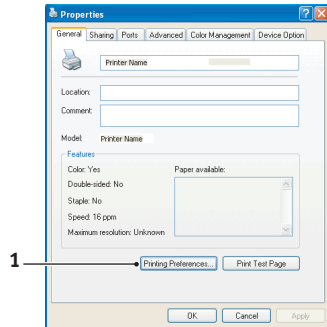 Properties
General Sharing Ports Advanced Color Management Device Option
Printer Name
Location:
Comment:
Model: Printer Name
Features
Color: Yes Paper available:
Double-sided: No
Staple: No
Speed: 16 ppm
Maximum resolution: Unknown
1 Printing Preferences... Print Test Page
OK Cancel Apply